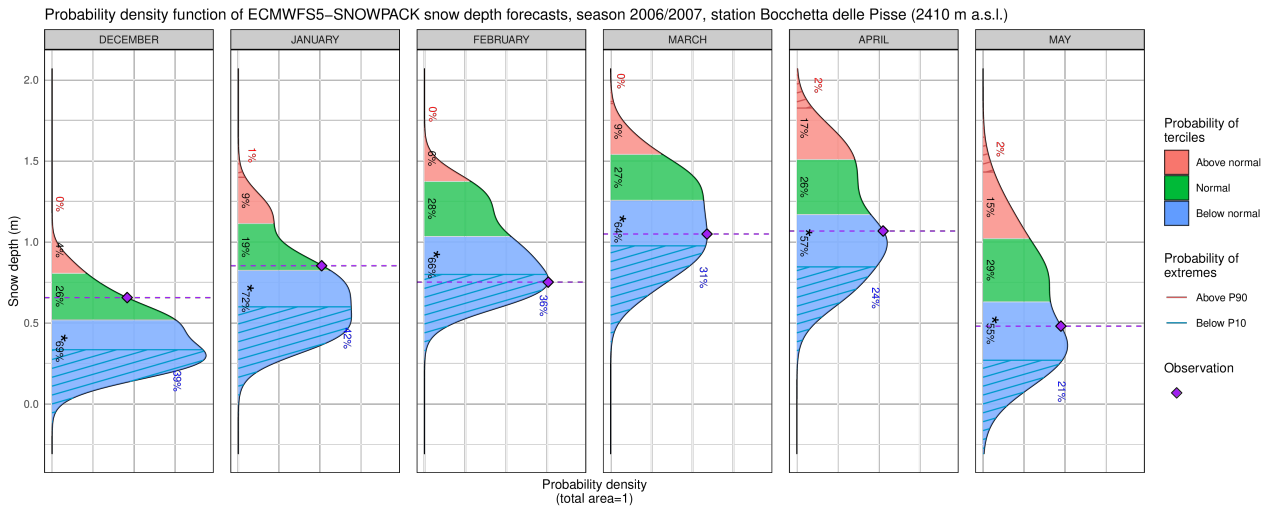 Probability density function of ECMWFS5−SNOWPACK snow depth forecasts, season 2006/2007, station Bocchetta delle Pisse (2410 m a.s.l.)
DECEMBER
JANUARY
FEBRUARY
MARCH
APRIL
MAY
Snow depth (m)
2.0
1.5
1.0
0.5
0.0
0%
4%
26%
*
69%
39%
1%
9%
19%
*
72%
42%
0%
6%
28%
*
66%
36%
0%
9%
27%
*
64%
31%
2%
17%
26%
*
57%
24%
2%
15%
29%
*
55%
21%
Probability density
(total area=1)
Probability of
terciles
Above normal
Normal
Below normal
Probability of
extremes
Above P90
Below P10
Observation